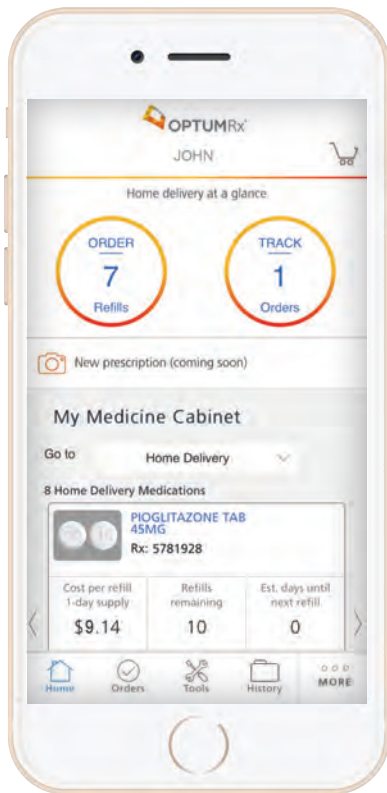 OPTUMRx®
JOHN
Home delivery at a glance
ORDER
7
Refills
TRACK
1
Orders
New prescription (coming soon)
My Medicine Cabinet
Go to Home Delivery
8 Home Delivery Medications
PIOGLITAZONE TAB
45MG
Rx: 5781928
Cost per refill
1-day supply
$9.14
Refills
remaining
10
Est. days until
next refill
0
Home
Orders
Tools
History
MORE